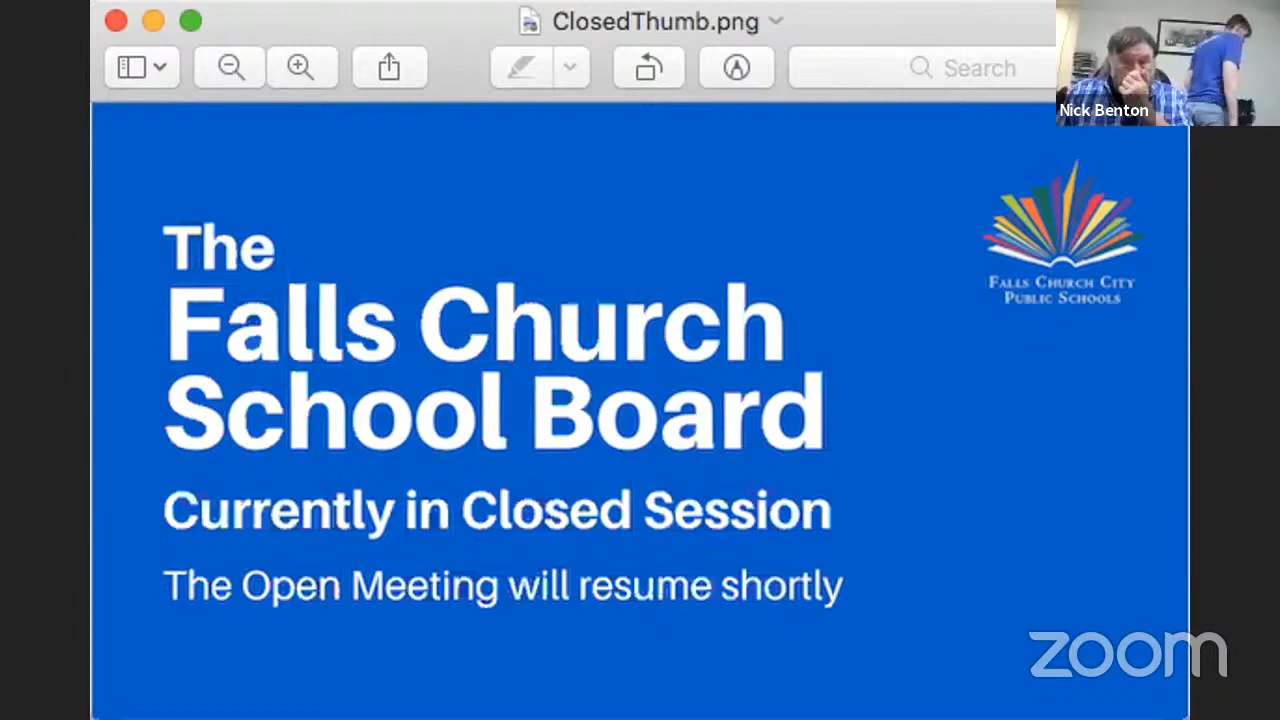 ClosedThumb.png
Search
Nick Benton
FALLS CHURCH CITY
PUBLIC SCHOOLS
The
Falls Church
School Board
Currently in Closed Session
The Open Meeting will resume shortly
zoom